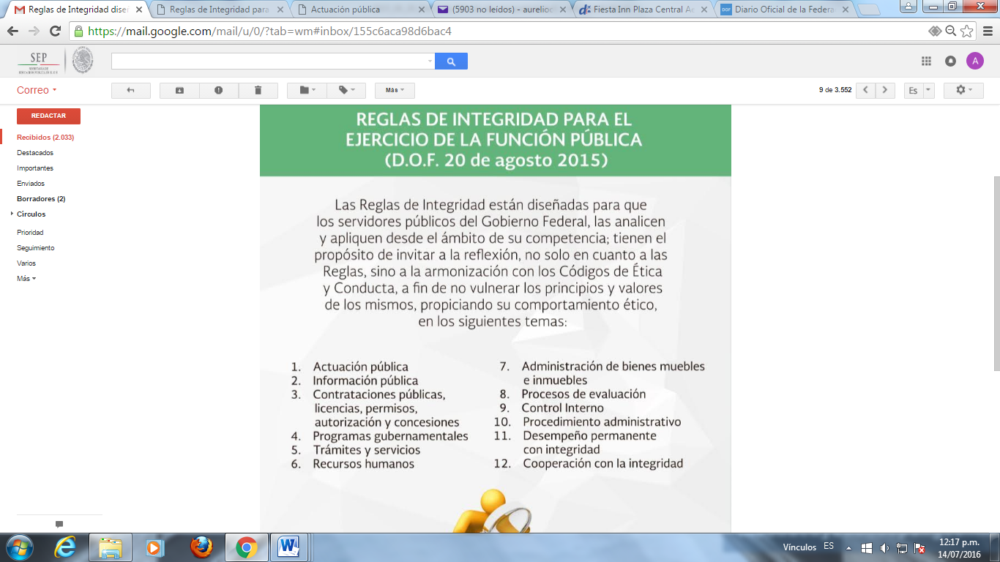 Reglas de Integridad dise
Reglas de Integridad para
Actuación pública
(5903 no leídos) - aurelio
Fiesta Inn Plaza Central Ae
Diario Oficial de la Federa
https://mail.google.com/mail/u/0/?tab=wm#inbox/155c6aca98d6bac4
SEP
A
Correo
Más
9 de 3.552
Es
REDACTAR
Recibidos (2.033)
Destacados
Importantes
Enviados
Borradores (2)
Círculos
Prioridad
Seguimiento
Varios
Más
REGLAS DE INTEGRIDAD PARA EL
EJERCICIO DE LA FUNCIÓN PÚBLICA
(D.O.F. 20 de agosto 2015)
Las Reglas de Integridad están diseñadas para que
los servidores públicos del Gobierno Federal, las analicen
y apliquen desde el ámbito de su competencia; tienen el
propósito de invitar a la reflexión, no solo en cuanto a las
Reglas, sino a la armonización con los Códigos de Ética
y Conducta, a fin de no vulnerar los principios y valores
de los mismos, propiciando su comportamiento ético,
en los siguientes temas:
1. Actuación pública
2. Información pública
3. Contrataciones públicas,
licencias, permisos,
autorización y concesiones
4. Programas gubernamentales
5. Trámites y servicios
6. Recursos humanos
7. Administración de bienes muebles
e inmuebles
8. Procesos de evaluación
9. Control Interno
10. Procedimiento administrativo
11. Desempeño permanente
con integridad
12. Cooperación con la integridad
Vínculos
ES
12:17 p.m.
14/07/2016